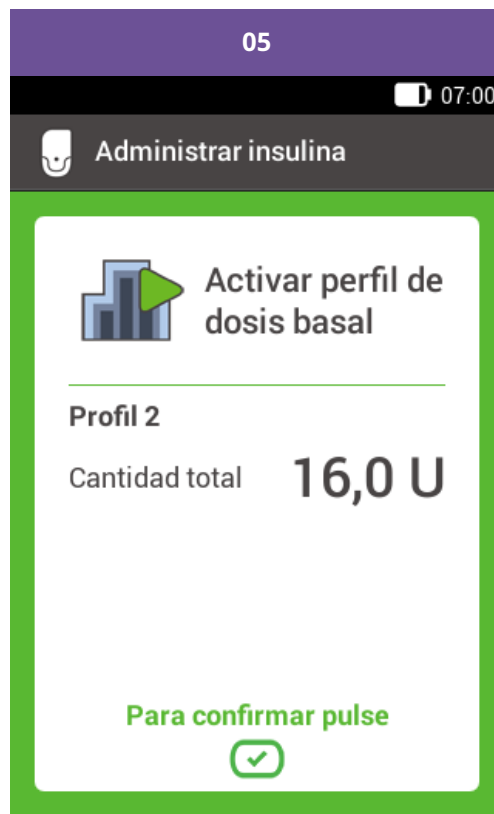 05
07:00
Administrar insulina
Activar perfil de
dosis basal
Profil 2
Cantidad total 16,0 U
Para confirmar pulse